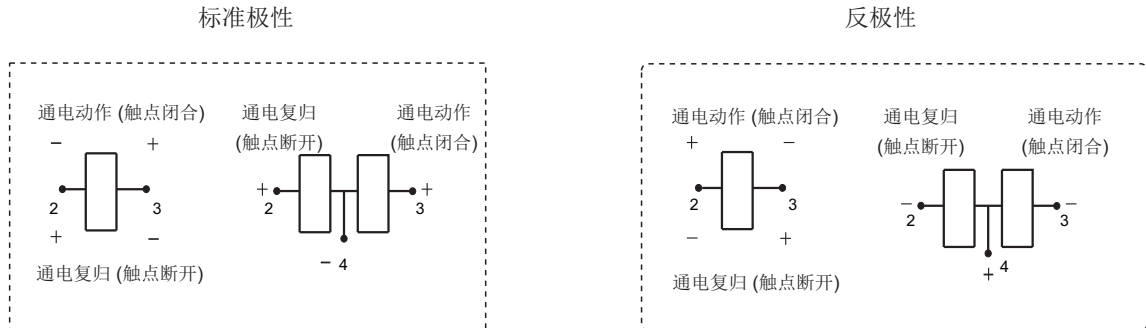 标准极性
反极性
通电动作 (触点闭合)
− +
2 3
+ −
通电复归 (触点断开)
通电复归 通电动作
(触点断开) (触点闭合)
+ +
2 3
− 4
通电动作 (触点闭合)
+ −
2 3
− +
通电复归 (触点断开)
通电复归 通电动作
(触点断开) (触点闭合)
− −
2 3
+ 4